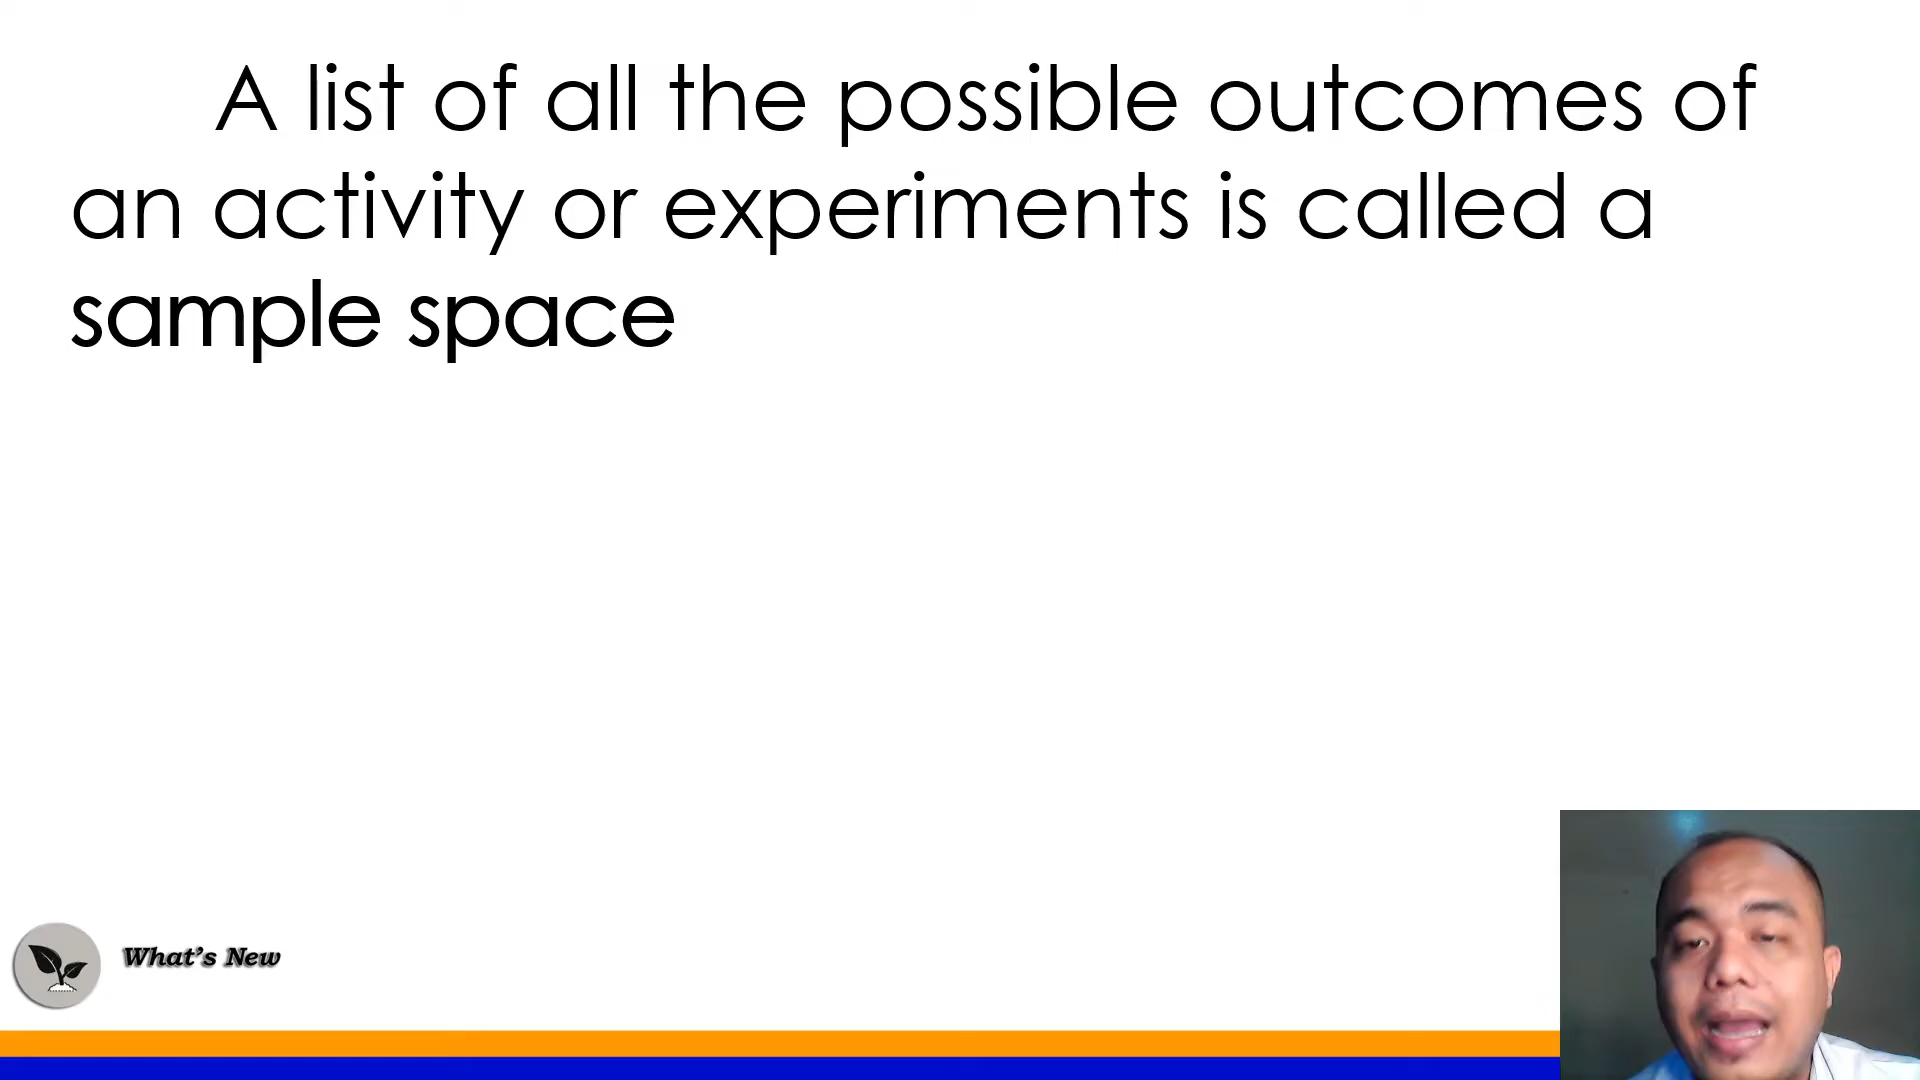 A list of all the possible outcomes of
an activity or experiments is called a
sample space
What's New